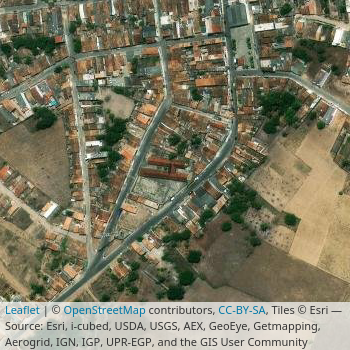 Leaflet | © OpenStreetMap contributors, CC-BY-SA, Tiles © Esri —
Source: Esri, i-cubed, USDA, USGS, AEX, GeoEye, Getmapping,
Aerogrid, IGN, IGP, UPR-EGP, and the GIS User Community